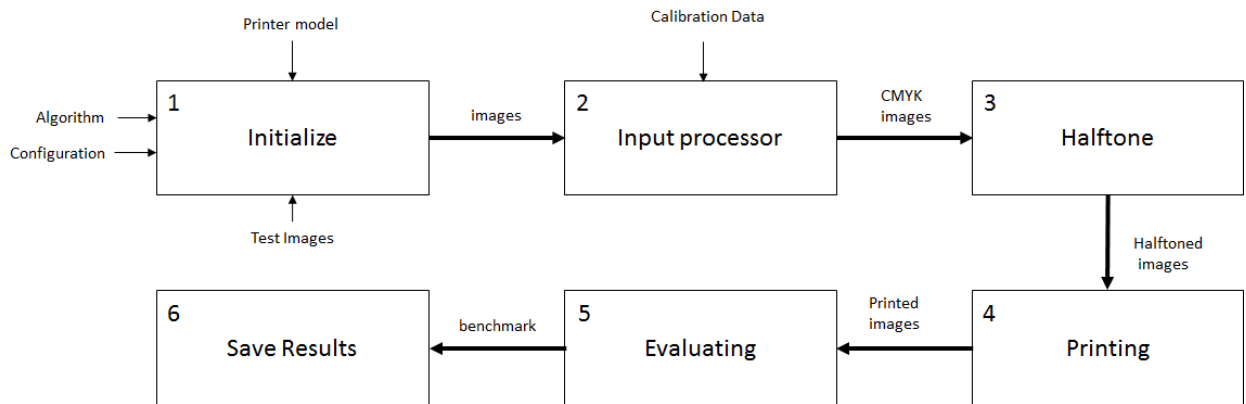 Printer model
Calibration Data
1
Initialize
Algorithm
Configuration
Test Images
images
2
Input processor
CMYK
images
3
Halftone
Halftoned
images
4
Printing
Printed
images
5
Evaluating
benchmark
6
Save Results